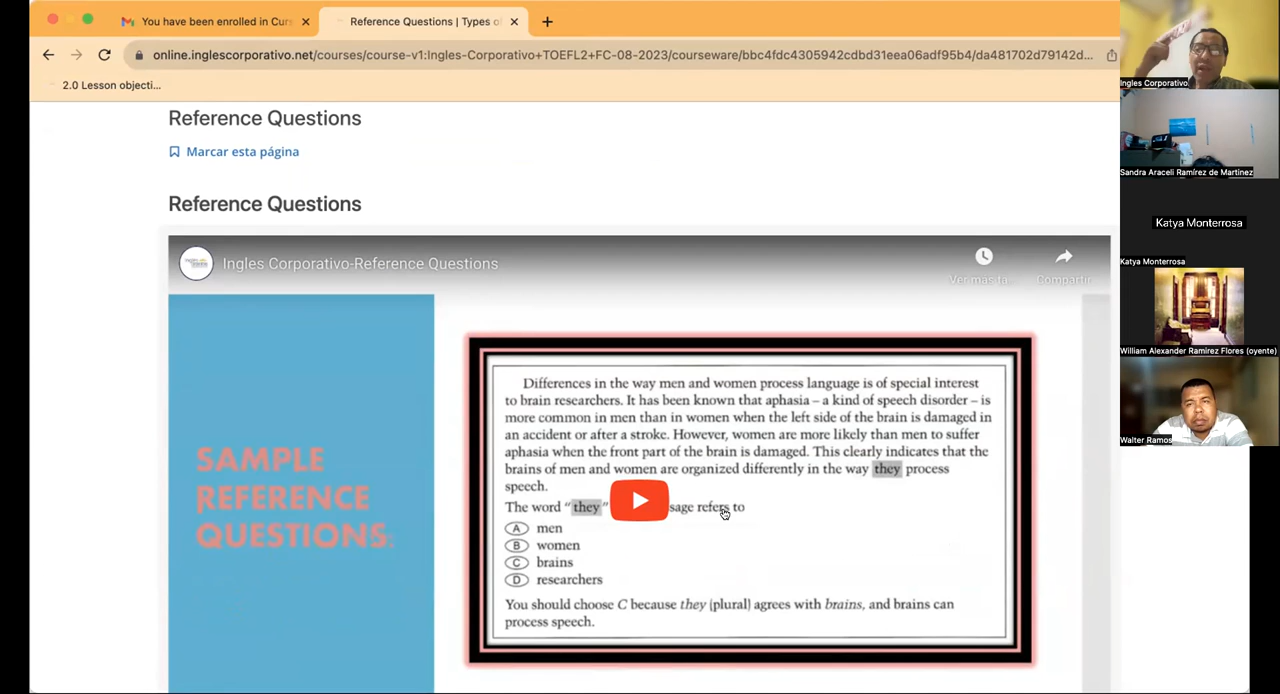 You have been enrolled in Curs
Reference Questions | Types o
online.inglescorporativo.net/courses/course-v1:Ingles-Corporativo+TOEFL2+FC-08-2023/courseware/bbc4fdc4305942cdbd31eea06adf95b4/da481702d79142d...
2.0 Lesson objecti...
Reference Questions
Marcar esta página
Reference Questions
Ingles Corporativo-Reference Questions
Ver más ta...
Compartir
SAMPLE
REFERENCE
QUESTIONS:
Differences in the way men and women process language is of special interest
to brain researchers. It has been known that aphasia – a kind of speech disorder – is
more common in men than in women when the left side of the brain is damaged in
an accident or after a stroke. However, women are more likely than men to suffer
aphasia when the front part of the brain is damaged. This clearly indicates that the
brains of men and women are organized differently in the way they process
speech.
The word "they" sage refers to
A men
B women
C brains
D researchers
You should choose C because they (plural) agrees with brains, and brains can
process speech.
Ingles Corporativo
Sandra Araceli Ramírez de Martinez
Katya Monterrosa
Katya Monterrosa
William Alexander Ramírez Flores (oyente)
Walter Ramos